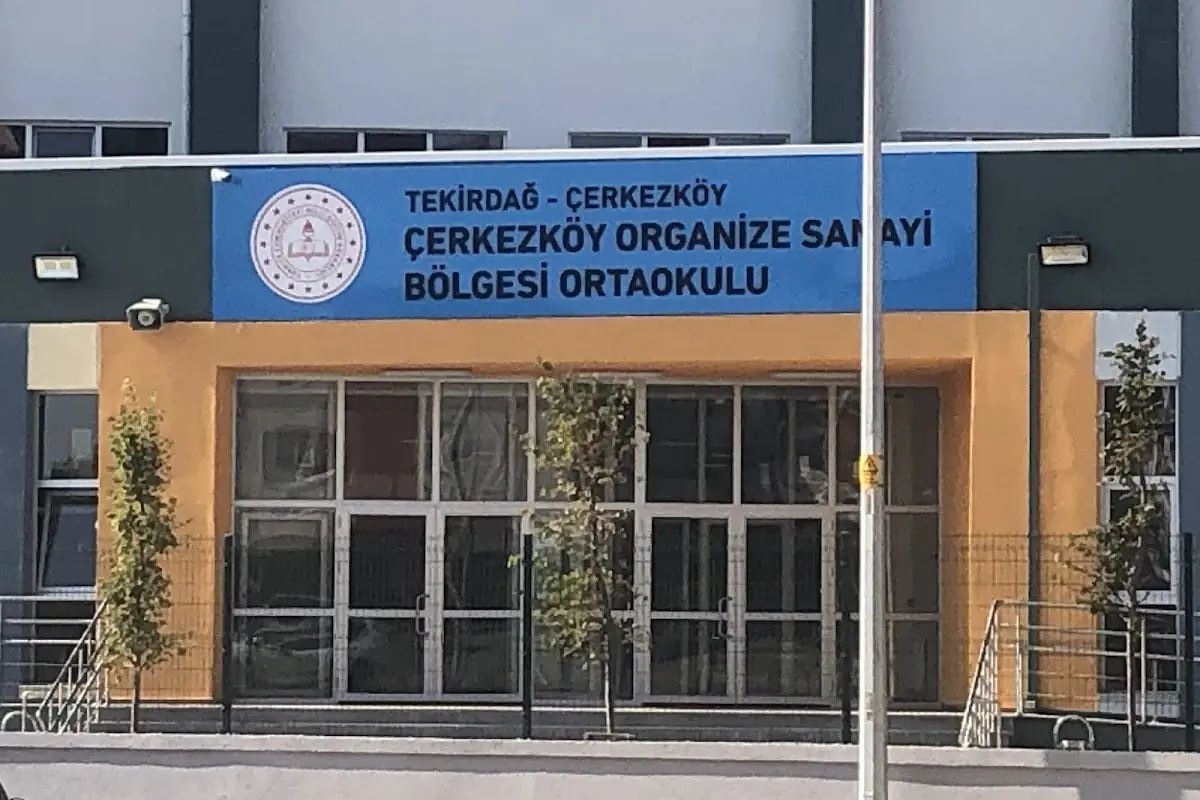 TEKİRDAĞ - ÇERKEZKÖY
ÇERKEZKÖY ORGANİZE SANAYİ
BÖLGESİ ORTAOKULU